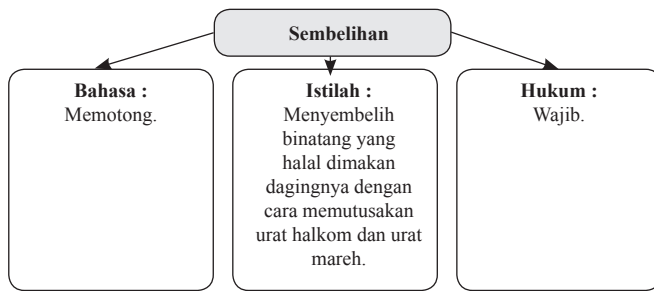 Sembelihan
Bahasa :
Memotong.
Istilah :
Menyembelih
binatang yang
halal dimakan
dagingnya dengan
cara memutusakan
urat halkom dan urat
mareh.
Hukum :
Wajib.